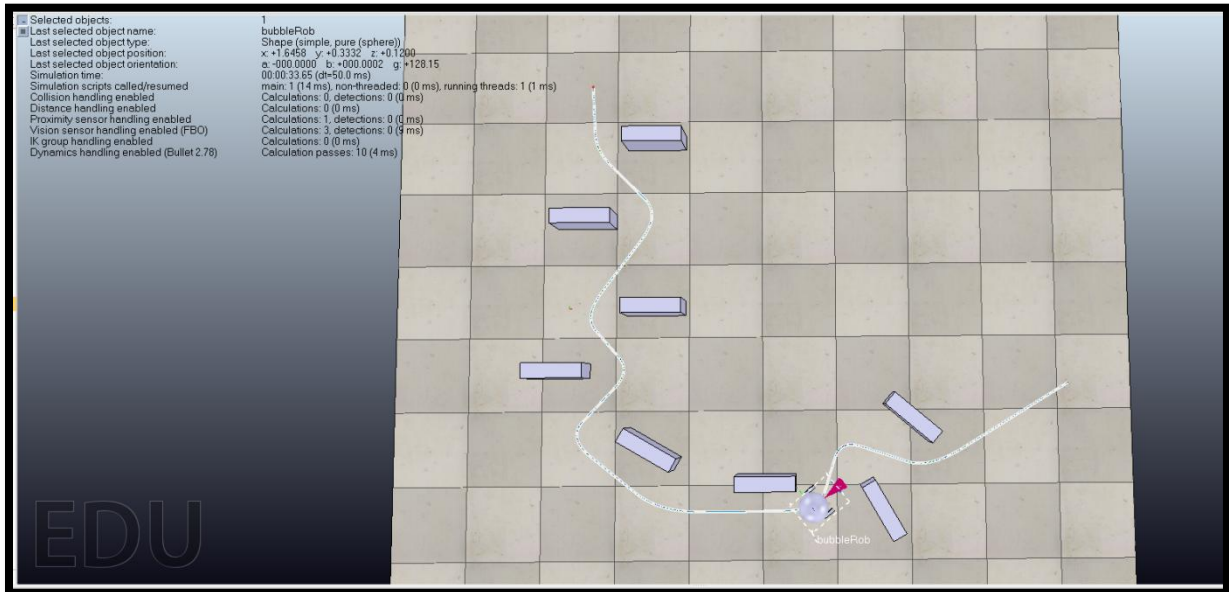 Selected objects: 1
Last selected object name: bubbleRob
Last selected object type: Shape (simple, pure (sphere))
Last selected object position: x: +1.6458 y: +0.3332 z: +0.1200
Last selected object orientation: a: -000.0000 b: +000.0002 g: +128.15
Simulation time: 00:00:33.65 (dt=50.0 ms)
Simulation scripts called/resumed main: 1 (14 ms), non-threaded: 0 (0 ms), running threads: 1 (1 ms)
Collision handling enabled Calculations: 0, detections: 0 (0 ms)
Distance handling enabled Calculations: 0 (0 ms)
Proximity sensor handling enabled Calculations: 1, detections: 0 (0 ms)
Vision sensor handling enabled (FBO) Calculations: 3, detections: 0 (9 ms)
IK group handling enabled Calculations: 0 (0 ms)
Dynamics handling enabled (Bullet 2.78) Calculation passes: 10 (4 ms)
EDU
bubbleRob